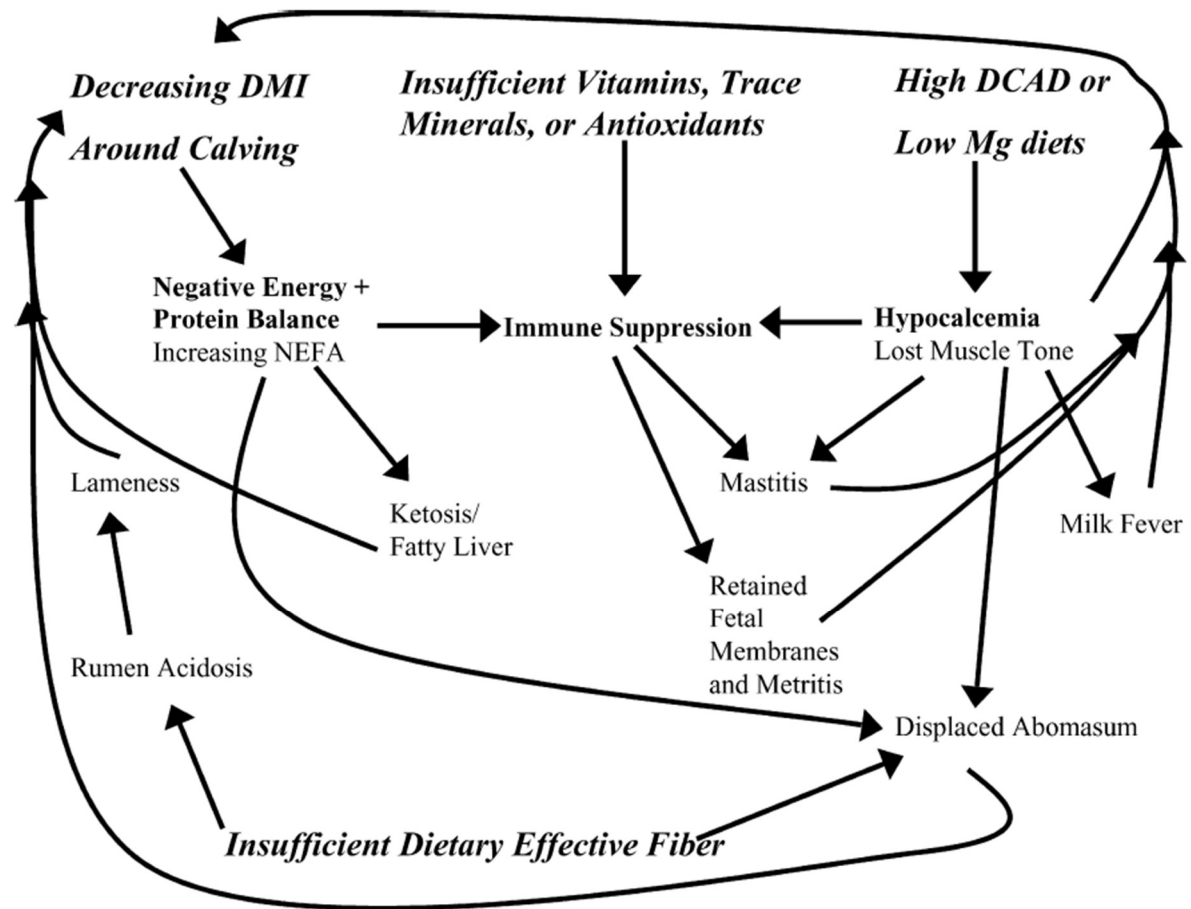 Decreasing DMI
Around Calving
Insufficient Vitamins, Trace
Minerals, or Antioxidants
High DCAD or
Low Mg diets
Negative Energy +
Protein Balance
Increasing NEFA
Immune Suppression
Hypocalcemia
Lost Muscle Tone
Lameness
Ketosis/
Fatty Liver
Mastitis
Milk Fever
Retained
Fetal
Membranes
and Metritis
Rumen Acidosis
Displaced Abomasum
Insufficient Dietary Effective Fiber